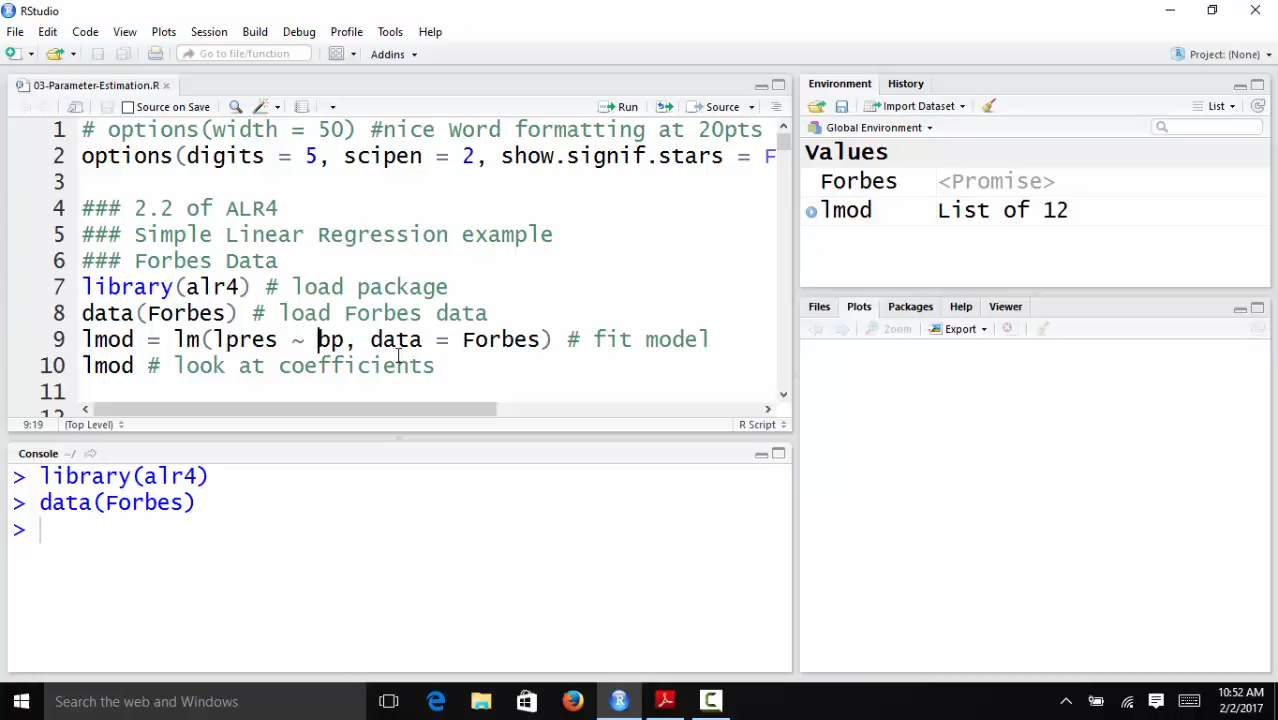 RStudio
File Edit Code View Plots Session Build Debug Profile Tools Help
Go to file/function Addins Project: (None)
03-Parameter-Estimation.R
Source on Save Run Source
1 # options(width = 50) #nice Word formatting at 20pts
2 options(digits = 5, scipen = 2, show.signif.stars = F
3
4 ### 2.2 of ALR4
5 ### Simple Linear Regression example
6 ### Forbes Data
7 library(alr4) # load package
8 data(Forbes) # load Forbes data
9 lmod = lm(lpres ~ bp, data = Forbes) # fit model
10 lmod # look at coefficients
11
12
9:19 (Top Level) R Script
Console ~/
> library(alr4)
> data(Forbes)
>
Environment History
Import Dataset List
Global Environment
Values
Forbes <Promise>
lmod List of 12
Files Plots Packages Help Viewer
Zoom Export
Search the web and Windows
10:52 AM
2/2/2017